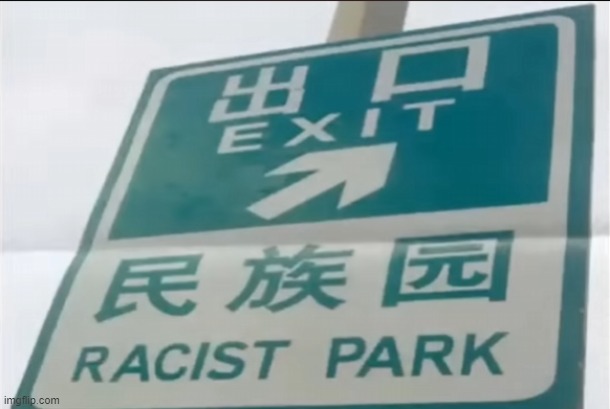 出口
EXIT
民族园
RACIST PARK
imgflip.com